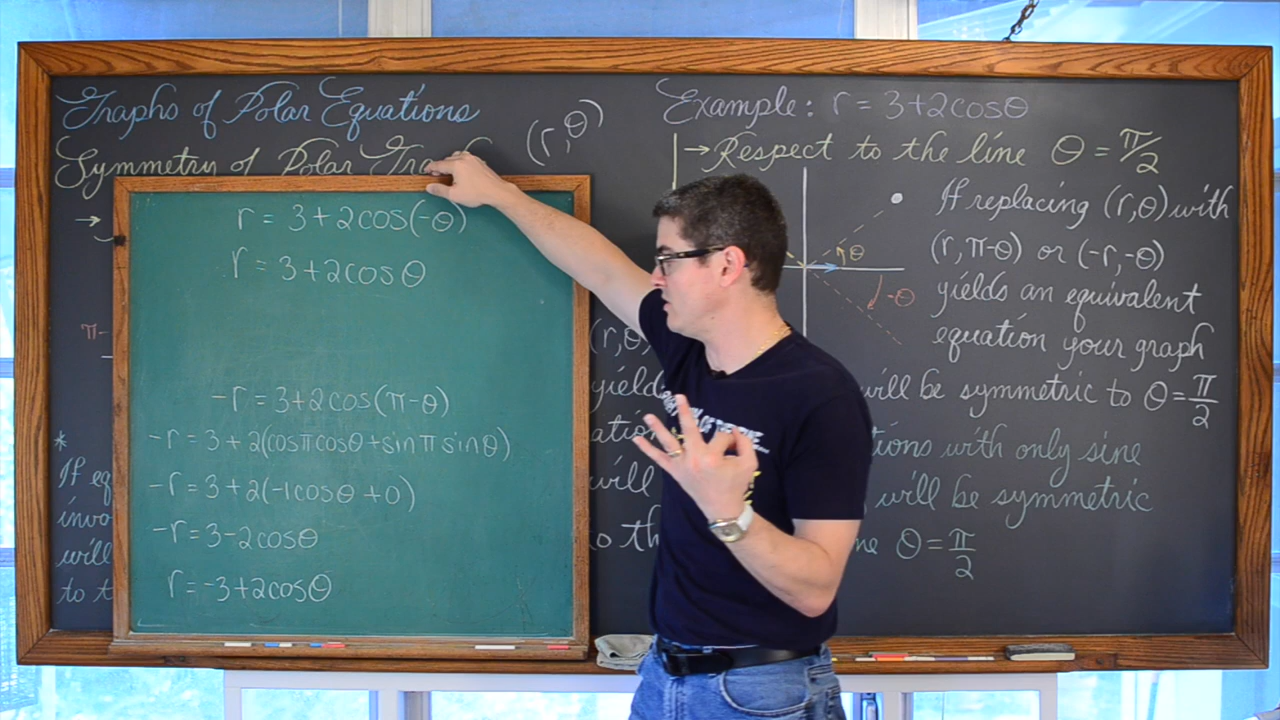 Graphs of Polar Equations
Symmetry of Polar
(r, θ)
→
π-
*
If eq
invo
will
to t
r = 3+2cos(-θ)
r = 3+2cosθ
-r = 3+2cos(π-θ)
-r = 3+2(cosπcosθ+sinπsinθ)
-r = 3+2(-1cosθ+0)
-r = 3-2cosθ
r = -3+2cosθ
(r,θ)
yield
ation
will
o th
Example: r = 3+2cosθ
→Respect to the line θ = π/2
θ
-θ
If replacing (r,θ) with
(r,π-θ) or (-r,-θ)
yields an equivalent
equation your graph
will be symmetric to θ=π/2
ions with only sine
will be symmetric
ne θ=π/2